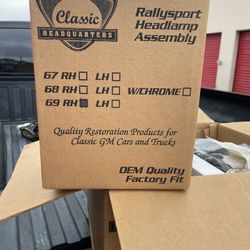 Classic
HEADQUARTERS
Rallysport
Headlamp
Assembly
67 RH☐ LH☐
68 RH☐ LH☐ W/CHROME☐
69 RH■ LH☐
Quality Restoration Products for
Classic GM Cars and Trucks
OEM Quality
Factory Fit